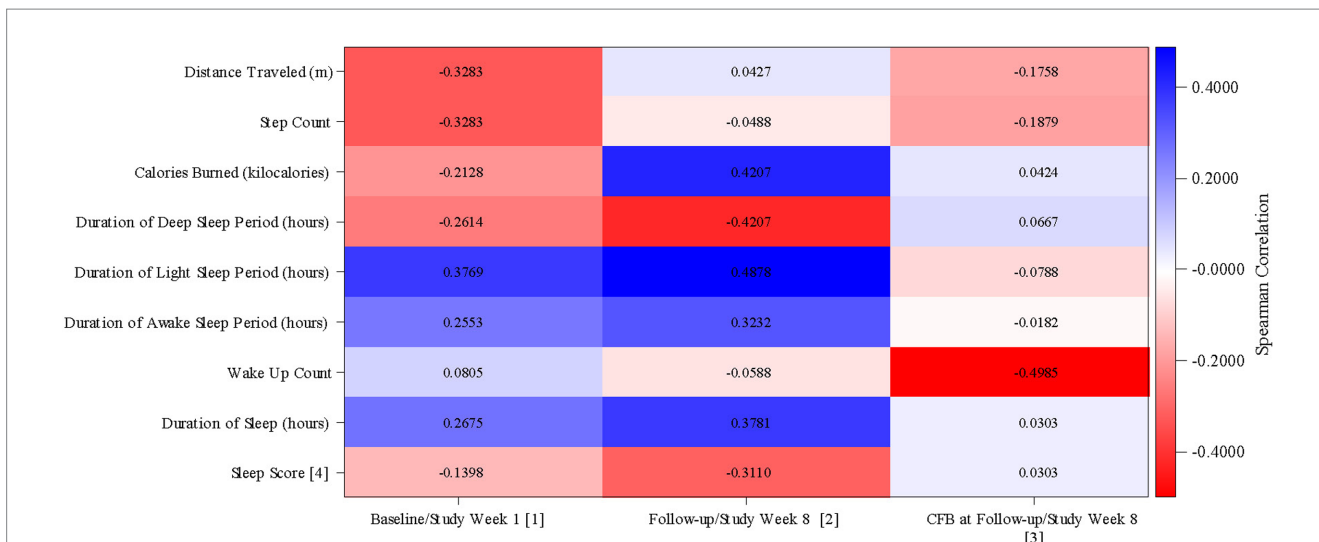 Distance Traveled (m) -0.3283 0.0427 -0.1758
0.4000
Step Count -0.3283 -0.0488 -0.1879
Calories Burned (kilocalories) -0.2128 0.4207 0.0424
0.2000
Duration of Deep Sleep Period (hours) -0.2614 -0.4207 0.0667
Duration of Light Sleep Period (hours) 0.3769 0.4878 -0.0788
-0.0000
Spearman Correlation
Duration of Awake Sleep Period (hours) 0.2553 0.3232 -0.0182
Wake Up Count 0.0805 -0.0588 -0.4985
-0.2000
Duration of Sleep (hours) 0.2675 0.3781 0.0303
-0.4000
Sleep Score [4] -0.1398 -0.3110 0.0303
Baseline/Study Week 1 [1] Follow-up/Study Week 8 [2] CFB at Follow-up/Study Week 8
[3]